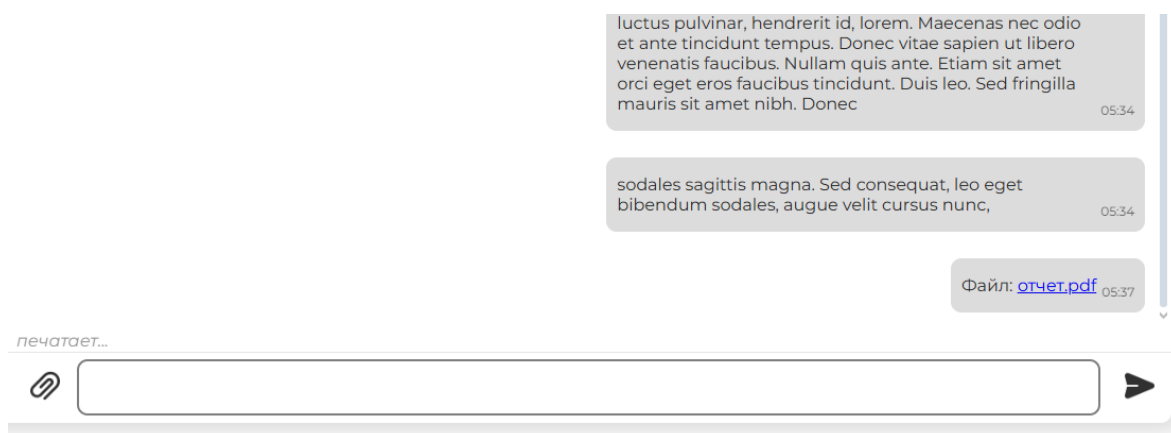 luctus pulvinar, hendrerit id, lorem. Maecenas nec odio
et ante tincidunt tempus. Donec vitae sapien ut libero
venenatis faucibus. Nullam quis ante. Etiam sit amet
orci eget eros faucibus tincidunt. Duis leo. Sed fringilla
mauris sit amet nibh. Donec
05:34
sodales sagittis magna. Sed consequat, leo eget
bibendum sodales, augue velit cursus nunc,
05:34
Файл: отчет.pdf 05:37
печатает...